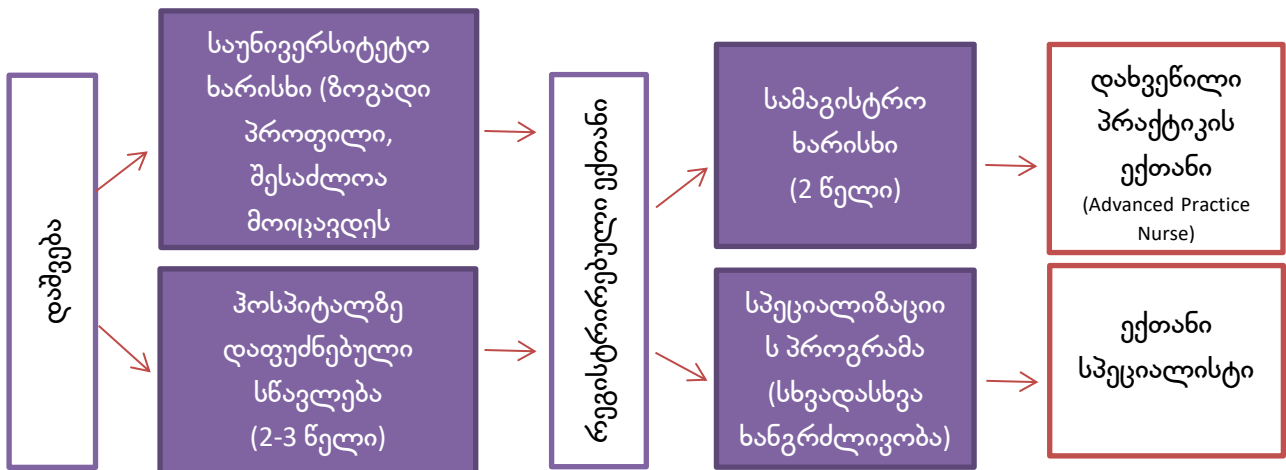 დაშვება
საუნივერსიტეტო
ხარისხი (ზოგადი
პროფილი,
შესაძლოა
მოიცავდეს
ჰოსპიტალზე
დაფუძნებული
სწავლება
(2-3 წელი)
რეგისტრირებული ექთანი
სამაგისტრო
ხარისხი
(2 წელი)
სპეციალიზაციი
ს პროგრამა
(სხვადასხვა
ხანგრძლივობა)
დახვეწილი
პრაქტიკის
ექთანი
(Advanced Practice
Nurse)
ექთანი
სპეციალისტი